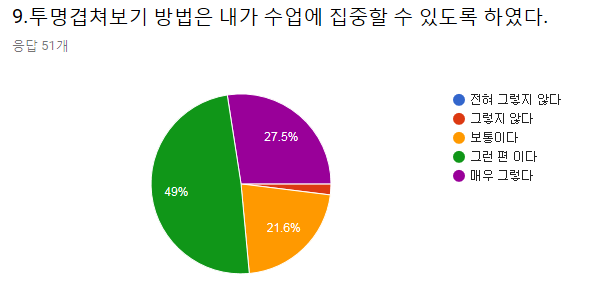 9.투명겹쳐보기 방법은 내가 수업에 집중할 수 있도록 하였다.
응답 51개
전혀 그렇지 않다
그렇지 않다
보통이다
그런 편 이다
매우 그렇다
27.5%
49%
21.6%